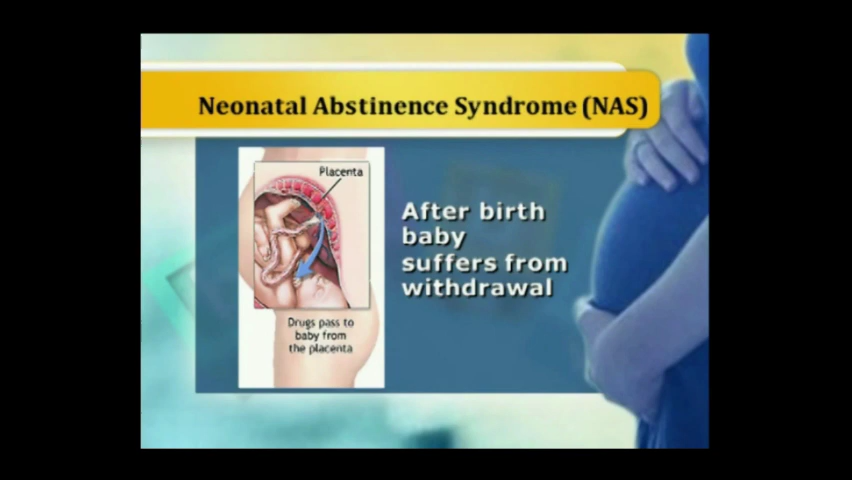 Neonatal Abstinence Syndrome (NAS)
Placenta
Drugs pass to
baby from
the placenta
After birth
baby
suffers from
withdrawal